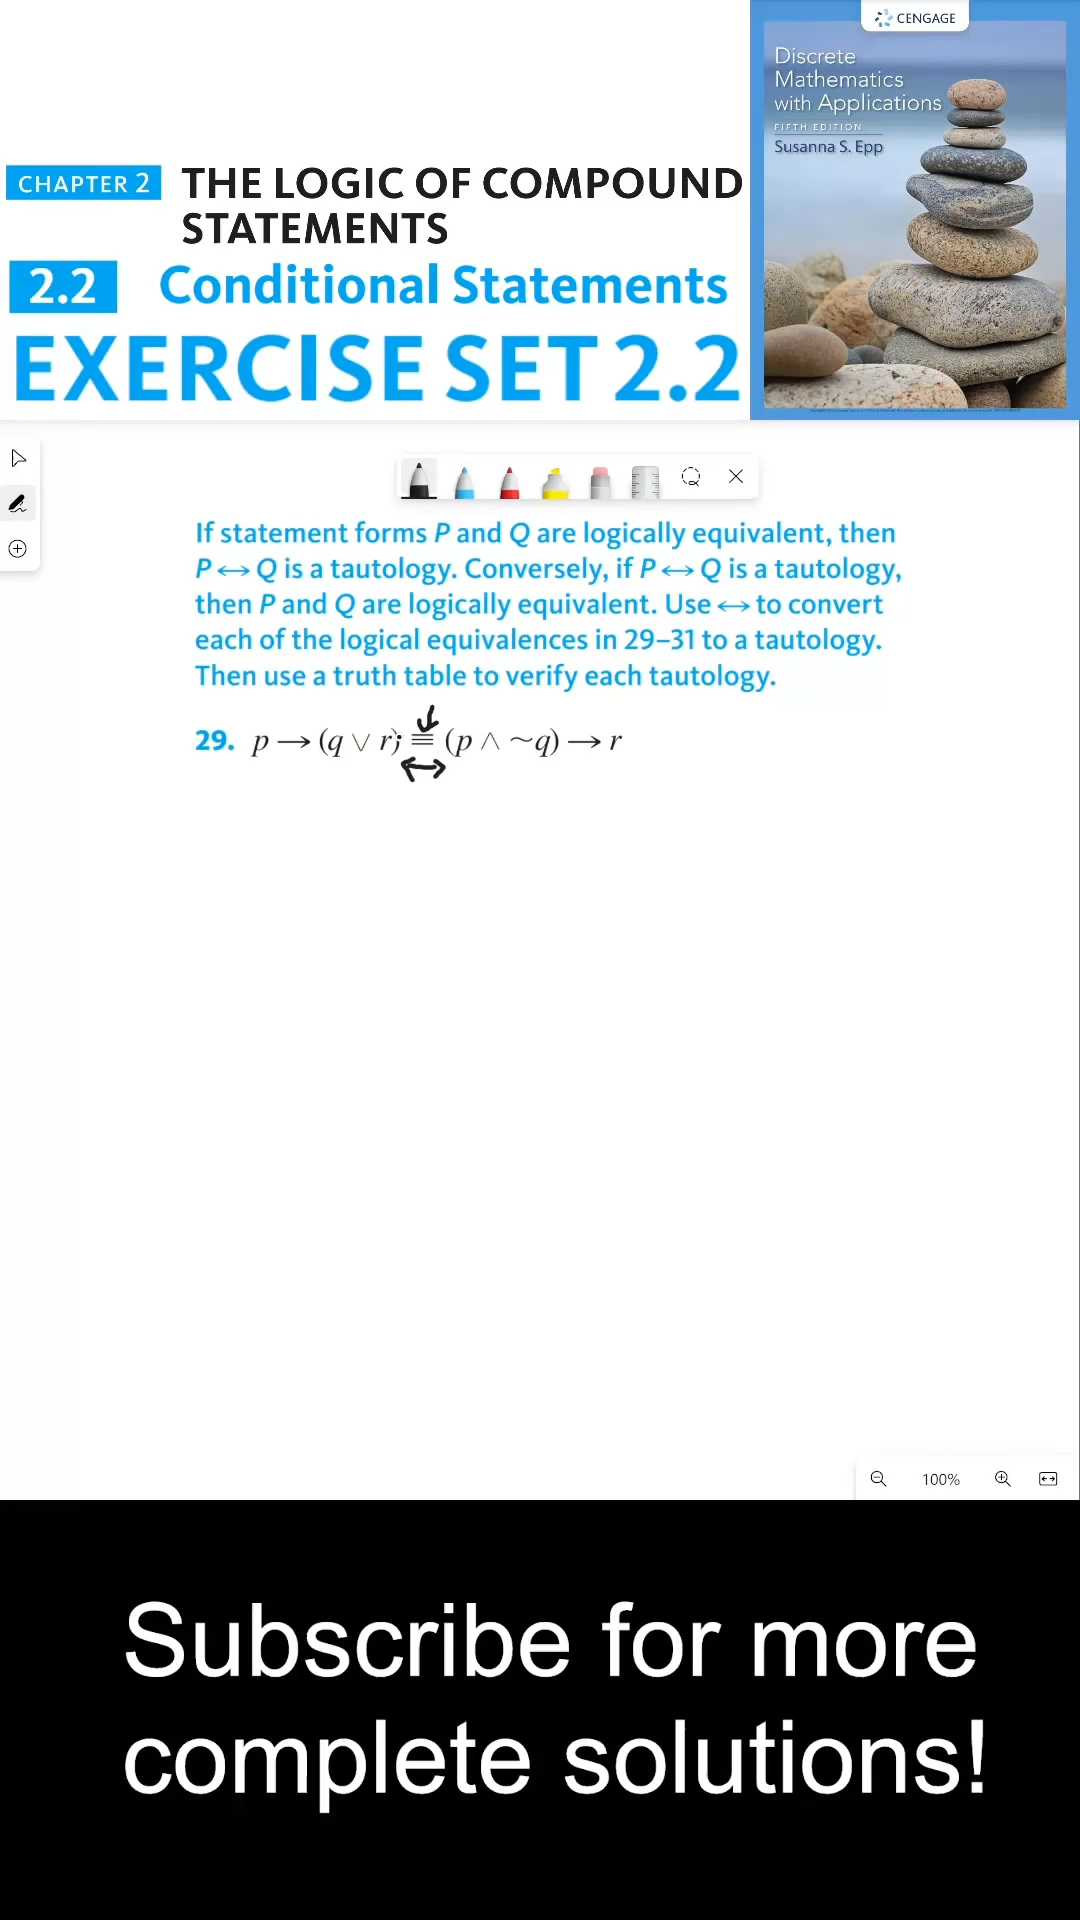 CENGAGE
Discrete
Mathematics
with Applications
FIFTH EDITION
Susanna S. Epp
CHAPTER 2 THE LOGIC OF COMPOUND
STATEMENTS
2.2 Conditional Statements
EXERCISE SET 2.2
If statement forms P and Q are logically equivalent, then
P ↔ Q is a tautology. Conversely, if P ↔ Q is a tautology,
then P and Q are logically equivalent. Use ↔ to convert
each of the logical equivalences in 29–31 to a tautology.
Then use a truth table to verify each tautology.
29. p → (q ∨ r) ≡ (p ∧ ~q) → r
↔
100%
Subscribe for more
complete solutions!